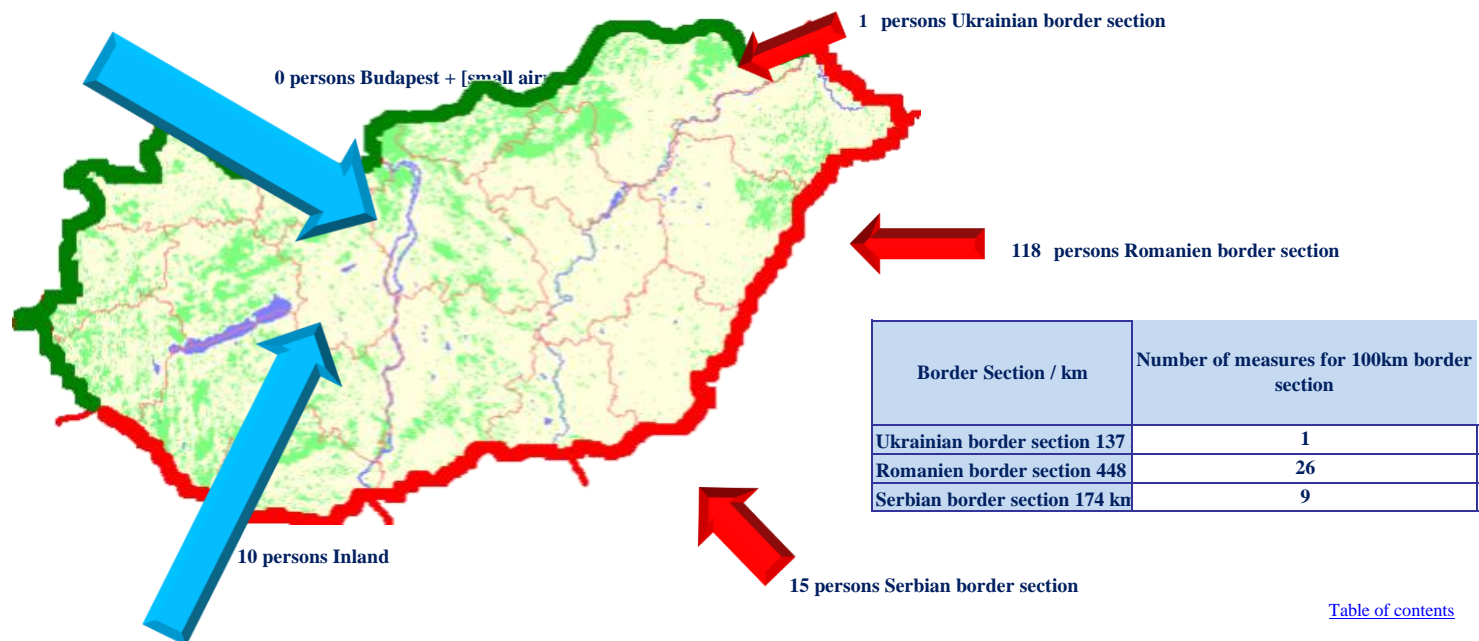 1 persons Ukrainian border section
0 persons Budapest + [small
118 persons Romanien border section
Border Section / km
Number of measures for 100km border
section
Ukrainian border section 137
1
Romanien border section 448
26
Serbian border section 174 km
9
10 persons Inland
15 persons Serbian border section
Table of contents